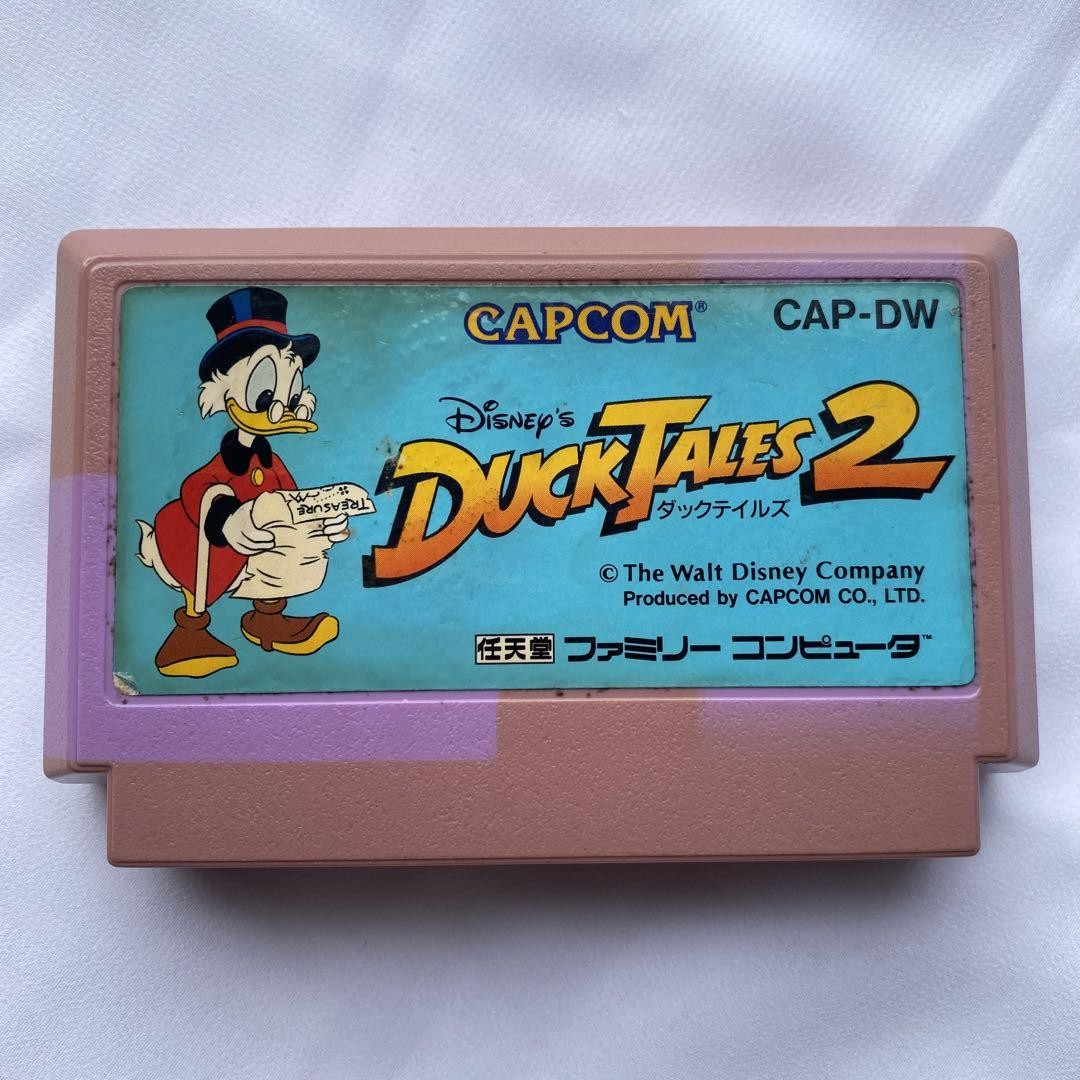 CAPCOM®
CAP-DW
DISNEY'S
DUCKTALES 2
ダックテイルズ
TREASURE
© The Walt Disney Company
Produced by CAPCOM CO., LTD.
任天堂 ファミリー コンピュータ™